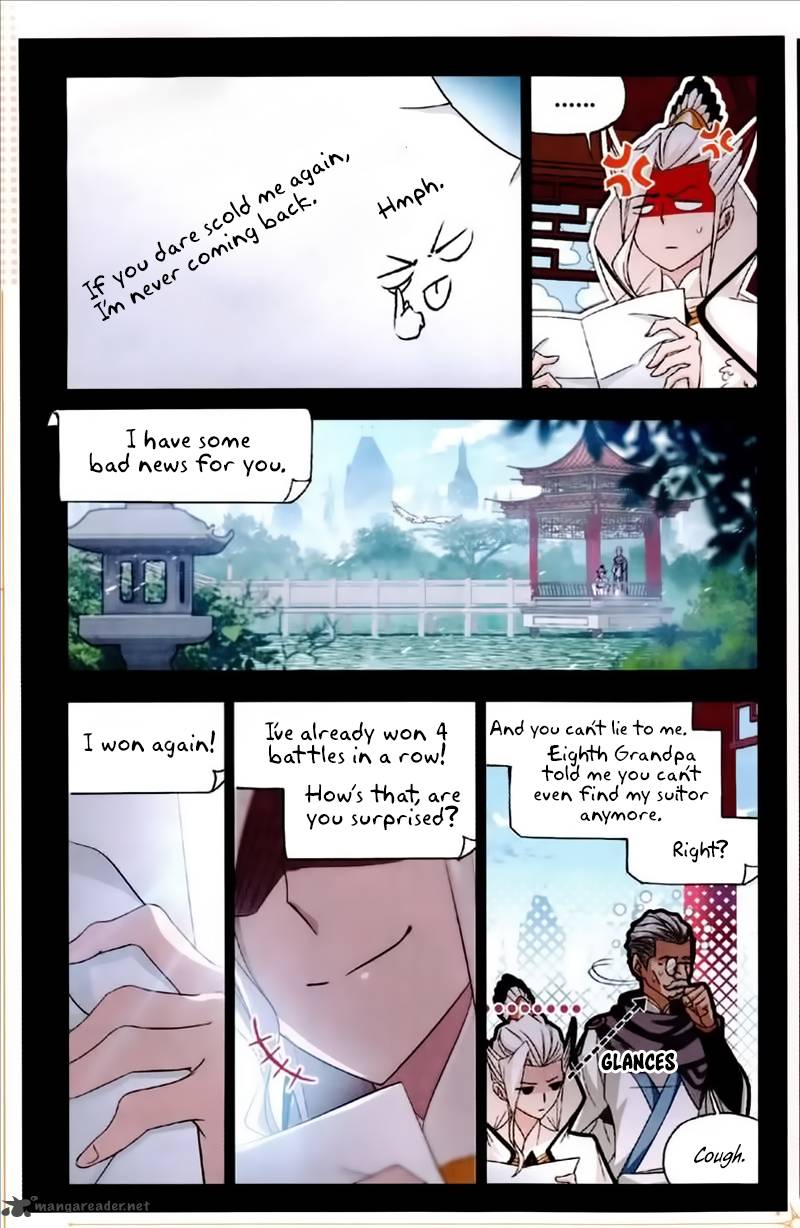 If you dare scold me again,
I'm never coming back.
Hmph.
......
I have some
bad news for you.
I won again!
I've already won 4
battles in a row!
How's that, are
you surprised?
And you can't lie to me.
Eighth Grandpa
told me you can't
even find my suitor
anymore.
Right?
GLANCES
Cough.
mangareader.net